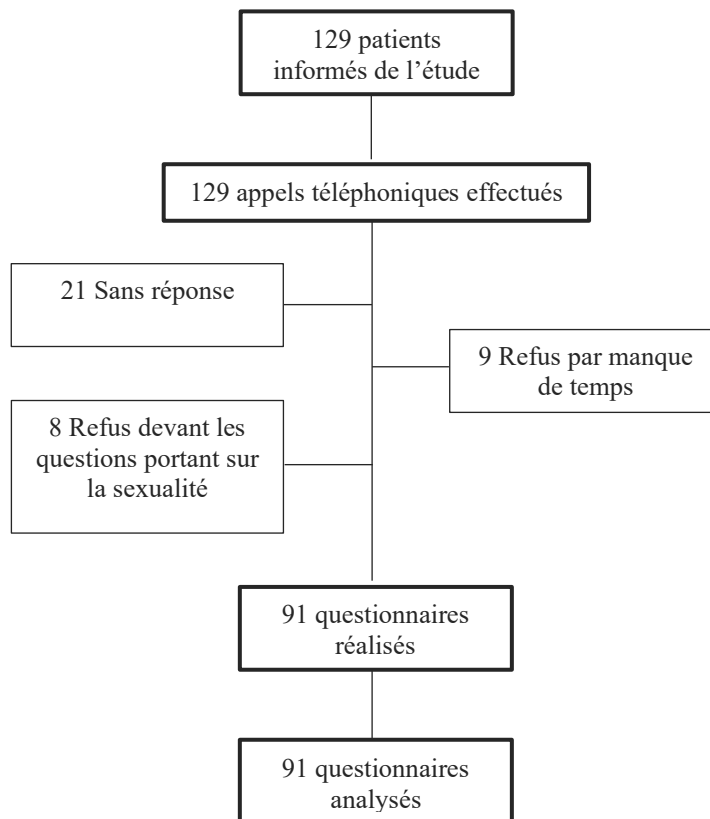 129 patients
informés de l’étude
129 appels téléphoniques effectués
21 Sans réponse
9 Refus par manque
de temps
8 Refus devant les
questions portant sur
la sexualité
91 questionnaires
réalisés
91 questionnaires
analysés